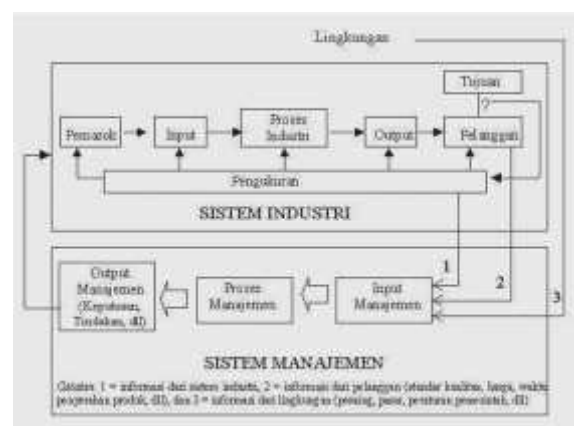 Lingkungan
Tujuan
Pemasok
Input
Proses
Industri
Output
Pelanggan
Pengukuran
SISTEM INDUSTRI
1
2
3
Output
Manajemen
(Keputusan,
Tindakan, dll)
Proses
Manajemen
Input
Manajemen
SISTEM MANAJEMEN
Catatan: 1 = informasi dari sistem industri, 2 = informasi dari pelanggan (standar kualitas, harga, waktu
penyerahan produk, dll), dan 3 = informasi dari lingkungan (pesaing, pasar, peraturan pemerintah, dll)